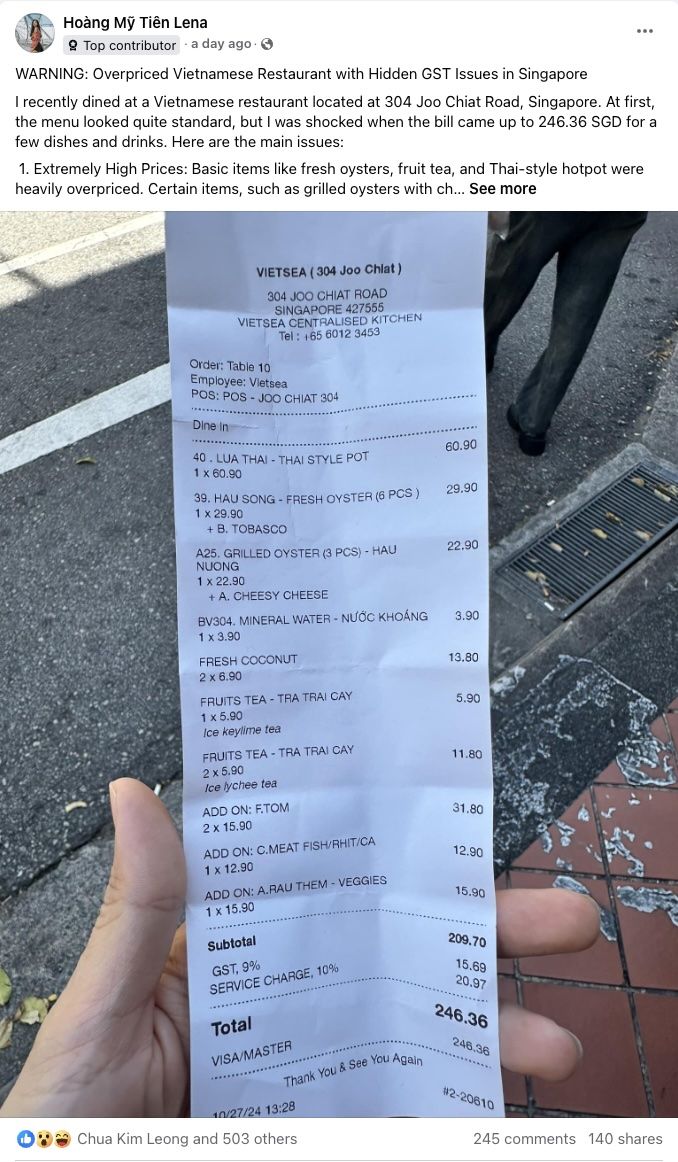 Hoàng Mỹ Tiên Lena
Top contributor · a day ago ·
WARNING: Overpriced Vietnamese Restaurant with Hidden GST Issues in Singapore
I recently dined at a Vietnamese restaurant located at 304 Joo Chiat Road, Singapore. At first,
the menu looked quite standard, but I was shocked when the bill came up to 246.36 SGD for a
few dishes and drinks. Here are the main issues:
1. Extremely High Prices: Basic items like fresh oysters, fruit tea, and Thai-style hotpot were
heavily overpriced. Certain items, such as grilled oysters with ch... See more
VIETSEA ( 304 Joo Chiat )
304 JOO CHIAT ROAD
SINGAPORE 427555
VIETSEA CENTRALISED KITCHEN
Tel : +65 6012 3453
Order: Table 10
Employee: Vietsea
POS: POS - JOO CHIAT 304
Dine In
40 . LUA THAI - THAI STYLE POT 60.90
1 x 60.90
39. HAU SONG - FRESH OYSTER (6 PCS ) 29.90
1 x 29.90
+ B. TOBASCO
A25. GRILLED OYSTER (3 PCS) - HAU 22.90
NUONG
1 x 22.90
+ A. CHEESY CHEESE
BV304. MINERAL WATER - NƯỚC KHOÁNG 3.90
1 x 3.90
FRESH COCONUT 13.80
2 x 6.90
FRUITS TEA - TRA TRAI CAY 5.90
1 x 5.90
Ice keylime tea
FRUITS TEA - TRA TRAI CAY 11.80
2 x 5.90
Ice lychee tea
ADD ON: F.TOM 31.80
2 x 15.90
ADD ON: C.MEAT FISH/RHIT/CA 12.90
1 x 12.90
ADD ON: A.RAU THEM - VEGGIES 15.90
1 x 15.90
Subtotal 209.70
GST, 9% 15.69
SERVICE CHARGE, 10% 20.97
Total 246.36
VISA/MASTER 246.36
Thank You & See You Again
10/27/24 13:28 #2-20610
Chua Kim Leong and 503 others 245 comments 140 shares